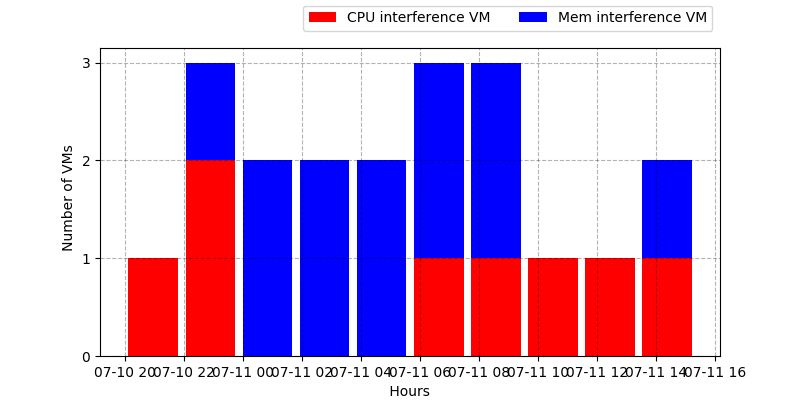 CPU interference VM Mem interference VM
3
2
1
0
Number of VMs
07-10 20 07-10 22 07-11 00 07-11 02 07-11 04 07-11 06 07-11 08 07-11 10 07-11 12 07-11 14 07-11 16
Hours